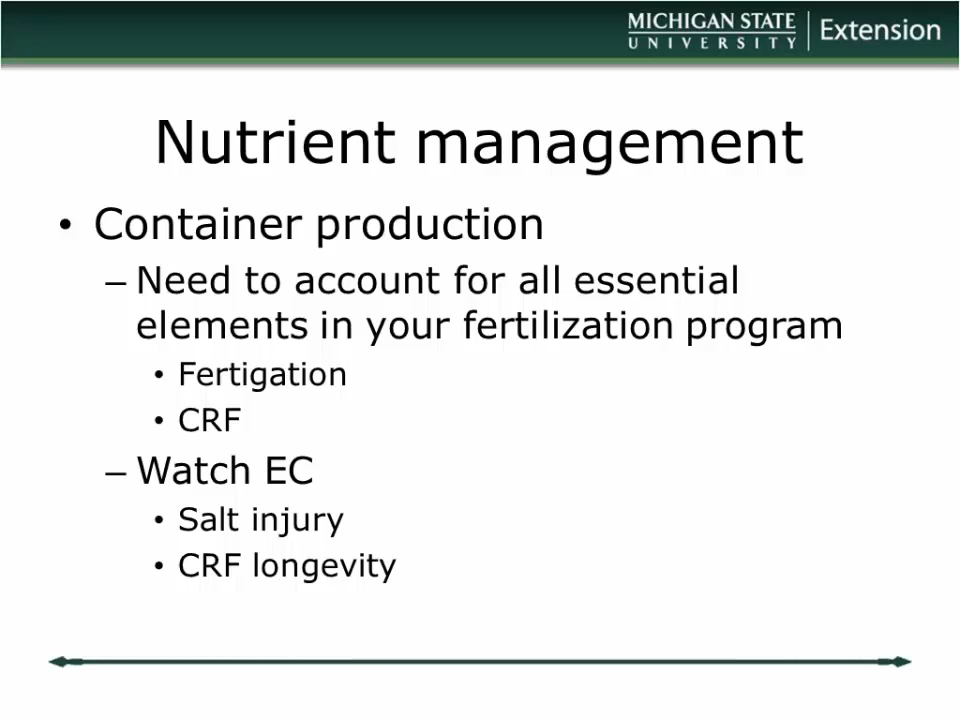 MICHIGAN STATE
UNIVERSITY
Extension
Nutrient management
• Container production
– Need to account for all essential
elements in your fertilization program
• Fertigation
• CRF
– Watch EC
• Salt injury
• CRF longevity